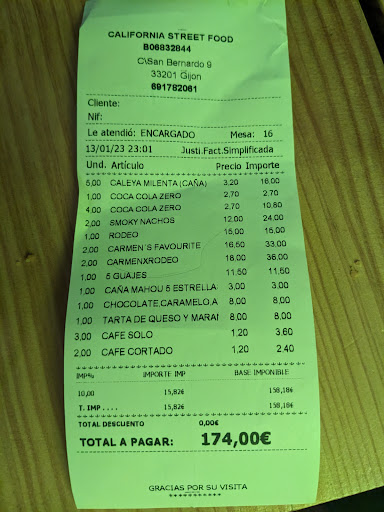 CALIFORNIA STREET FOOD
B06832844
C\San Bernardo 9
33201 Gijon
691782061
Cliente:
Nif:
Le atendió: ENCARGADO Mesa: 16
13/01/23 23:01 Justi.Fact.Simplificada
Und. Artículo Precio Importe
5,00 CALEYA MILENTA (CAÑA) 3,20 16,00
1,00 COCA COLA ZERO 2.70 2.70
4,00 COCA COLA ZERO 2.70 10,80
2,00 SMOKY NACHOS 12,00 24,00
1,00 RODEO 15,00 15,00
2,00 CARMEN´S FAVOURITE 16,50 33,00
2,00 CARMENXRODEO 18,00 36,00
1,00 5 GUAJES 11,50 11,50
1,00 CAÑA MAHOU 5 ESTRELLA 3,00 3,00
1,00 CHOCOLATE,CARAMELO,A 8,00 8,00
1,00 TARTA DE QUESO Y MARAN 8,00 8,00
3,00 CAFE SOLO 1,20 3,60
2,00 CAFE CORTADO 1,20 2,40
IMP% IMPORTE IMP BASE IMPONIBLE
10,00 15,82€ 158,18€
T. IMP.... 15,82€ 158,18€
TOTAL DESCUENTO 0,00€
TOTAL A PAGAR: 174,00€
GRACIAS POR SU VISITA
***********